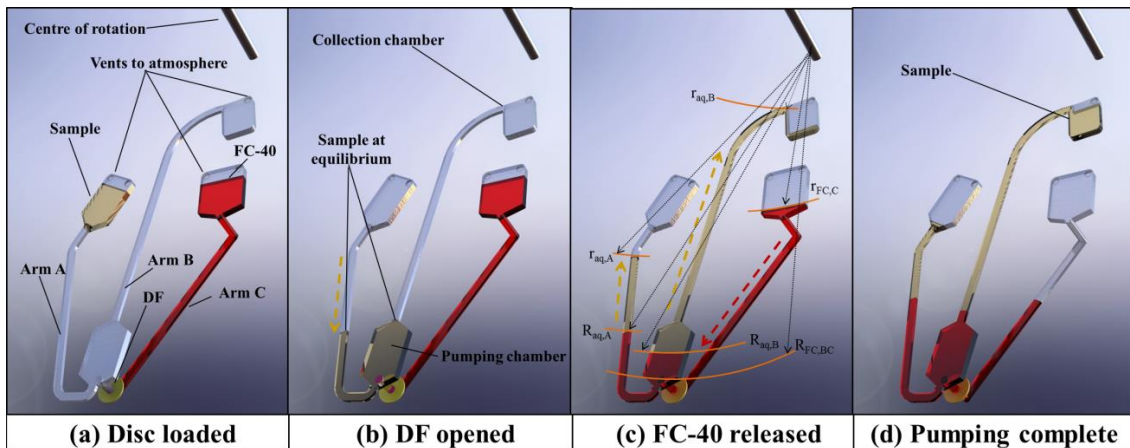 Centre of rotation
Vents to atmosphere
Sample
FC-40
Arm A
Arm B
DF
Arm C
(a) Disc loaded
Collection chamber
Sample at
equilibrium
Pumping chamber
(b) DF opened
r_aq,B
r_FC,C
r_aq,A
R_aq,A
R_aq,B
R_FC,BC
(c) FC-40 released
Sample
(d) Pumping complete